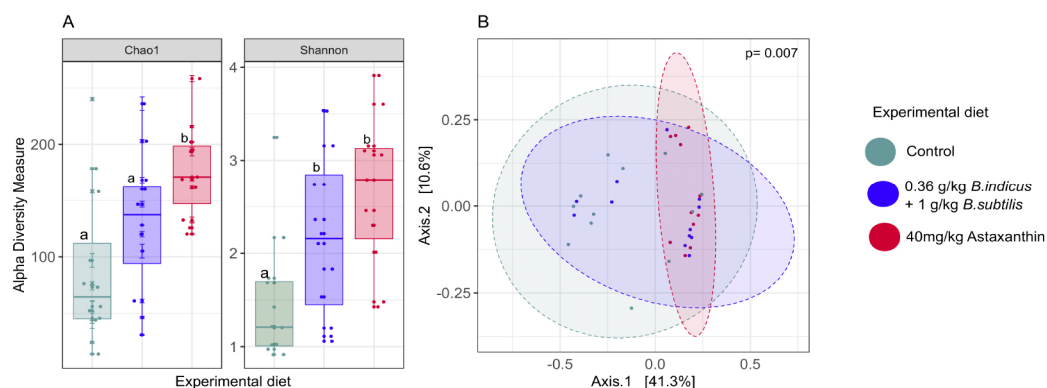 A
Chao1
Shannon
Alpha Diversity Measure
200
150
100
a
a
b
4
3
2
1
a
b
b
Experimental diet
B
p= 0.007
Axis.2 [10.6%]
0.25
0.00
-0.25
-0.5
0.0
0.5
Axis.1 [41.3%]
Experimental diet
Control
0.36 g/kg B.indicus
+ 1 g/kg B.subtilis
40mg/kg Astaxanthin